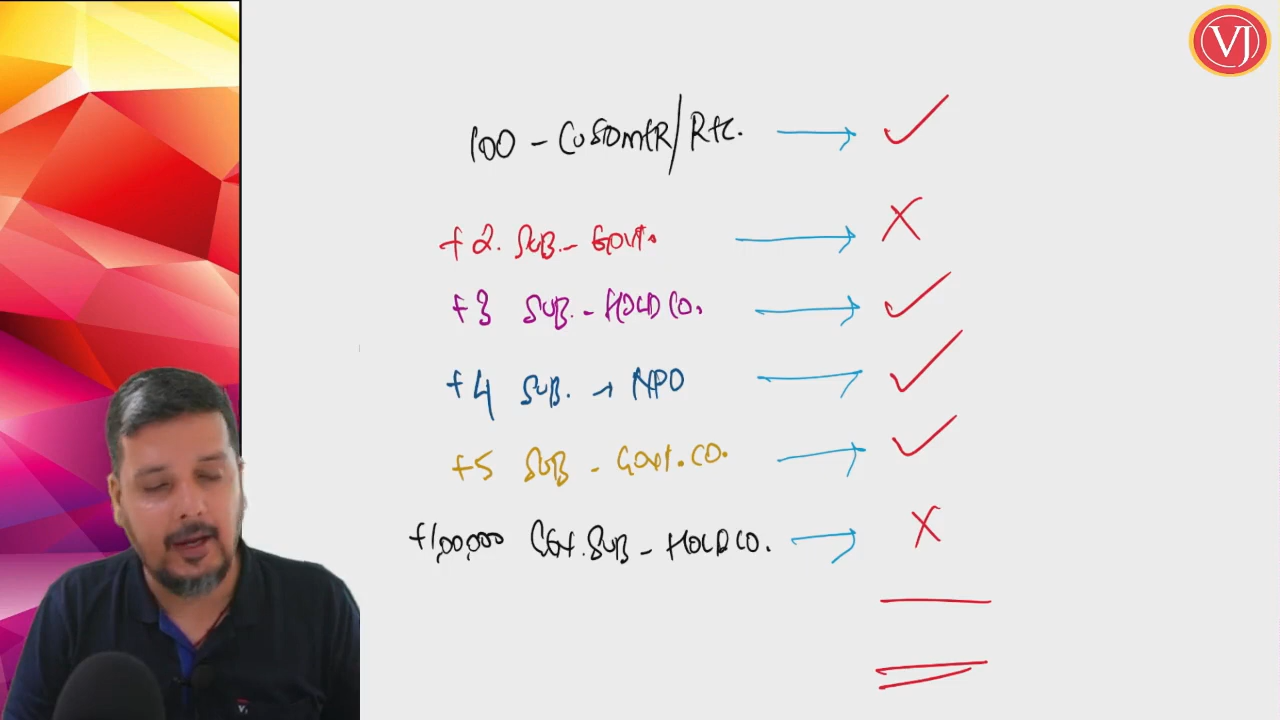 VJ
100 - Customer/Rec.
+2. Sub. - Govt.
+3 Sub. - Hold Co.
+4 Sub. → NPO
+5 Sub - Govt. Co.
+1,00,000 Sub - Hold Co.